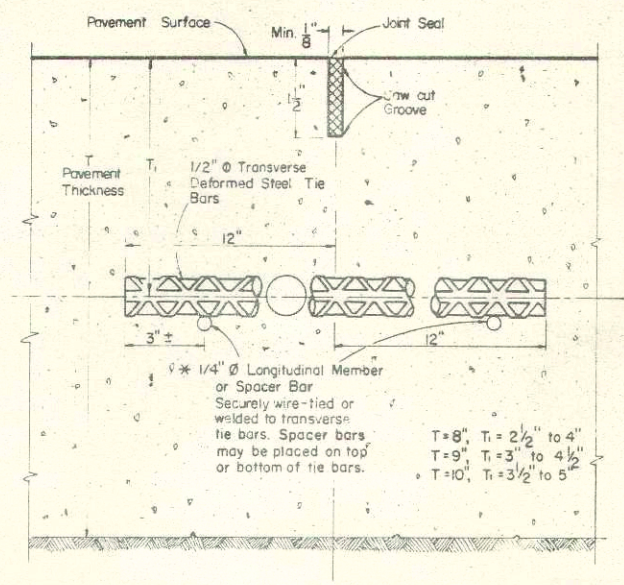 Pavement Surface
Min. 1/8"
Joint Seal
1 1/2"
Saw cut
Groove
T
Pavement
Thickness
T₁
1/2" Ø Transverse
Deformed Steel Tie
Bars
12"
3" ±
12"
* 1/4" Ø Longitudinal Member
or Spacer Bar
Securely wire-tied or
welded to transverse
tie bars. Spacer bars
may be placed on top
or bottom of tie bars.
T=8", T₁ = 2 1/2" to 4"
T=9", T₁ = 3" to 4 1/2"
T=10", T₁ = 3 1/2" to 5"